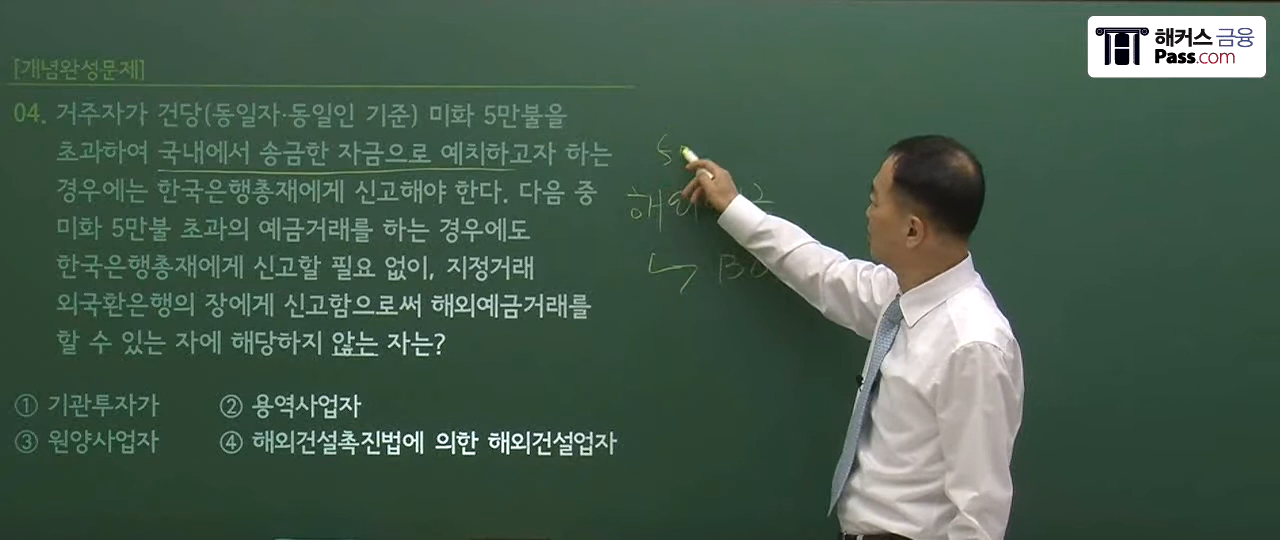 해커스 금융
Pass.com
[개념완성문제]
04. 거주자가 건당(동일자·동일인 기준) 미화 5만불을
초과하여 국내에서 송금한 자금으로 예치하고자 하는
경우에는 한국은행총재에게 신고해야 한다. 다음 중
미화 5만불 초과의 예금거래를 하는 경우에도
한국은행총재에게 신고할 필요 없이, 지정거래
외국환은행의 장에게 신고함으로써 해외예금거래를
할 수 있는 자에 해당하지 않는 자는?
① 기관투자가 ② 용역사업자
③ 원양사업자 ④ 해외건설촉진법에 의한 해외건설업자
5
해외